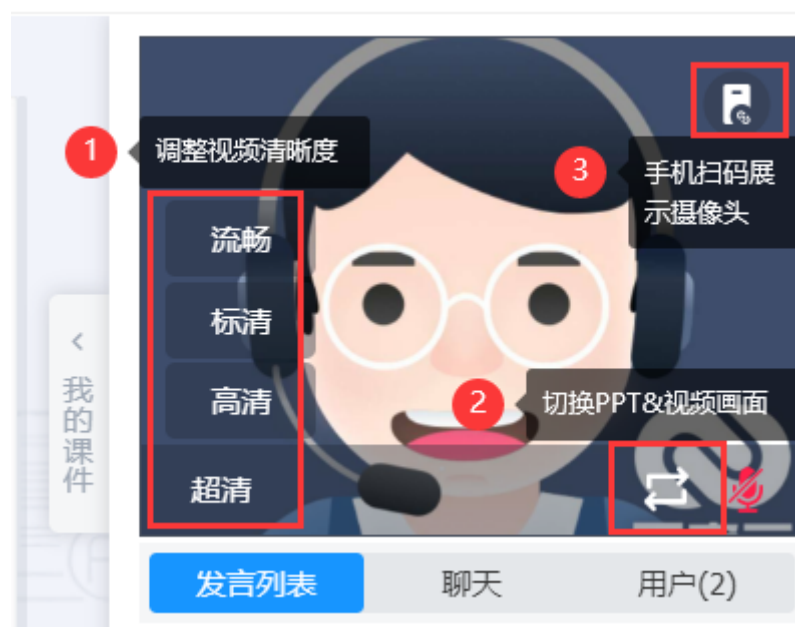 1
调整视频清晰度
3
手机扫码展
示摄像头
流畅
标清
高清
超清
2
切换PPT&视频画面
我的课件
发言列表
聊天
用户(2)